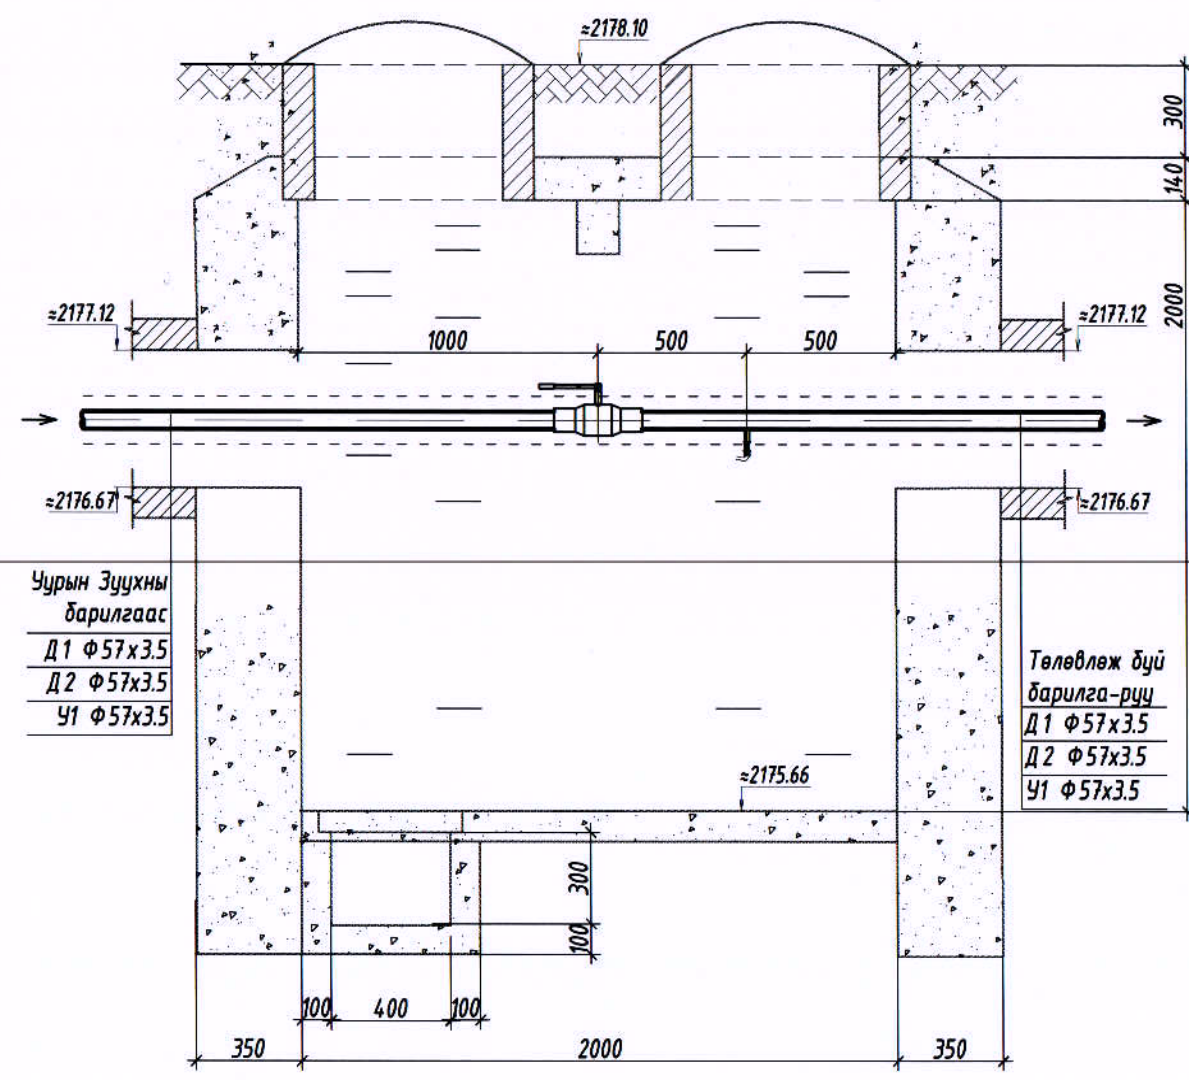 ≈2178.10
300
140
2000
≈2177.12
≈2177.12
1000
500
500
≈2176.67
≈2176.67
Уурын Зуухны
барилгаас
Д1 Ф57х3.5
Д2 Ф57х3.5
У1 Ф57х3.5
Төлөвлөж буй
барилга-руу
Д1 Ф57х3.5
Д2 Ф57х3.5
У1 Ф57х3.5
≈2175.66
300
100
100
400
100
350
2000
350